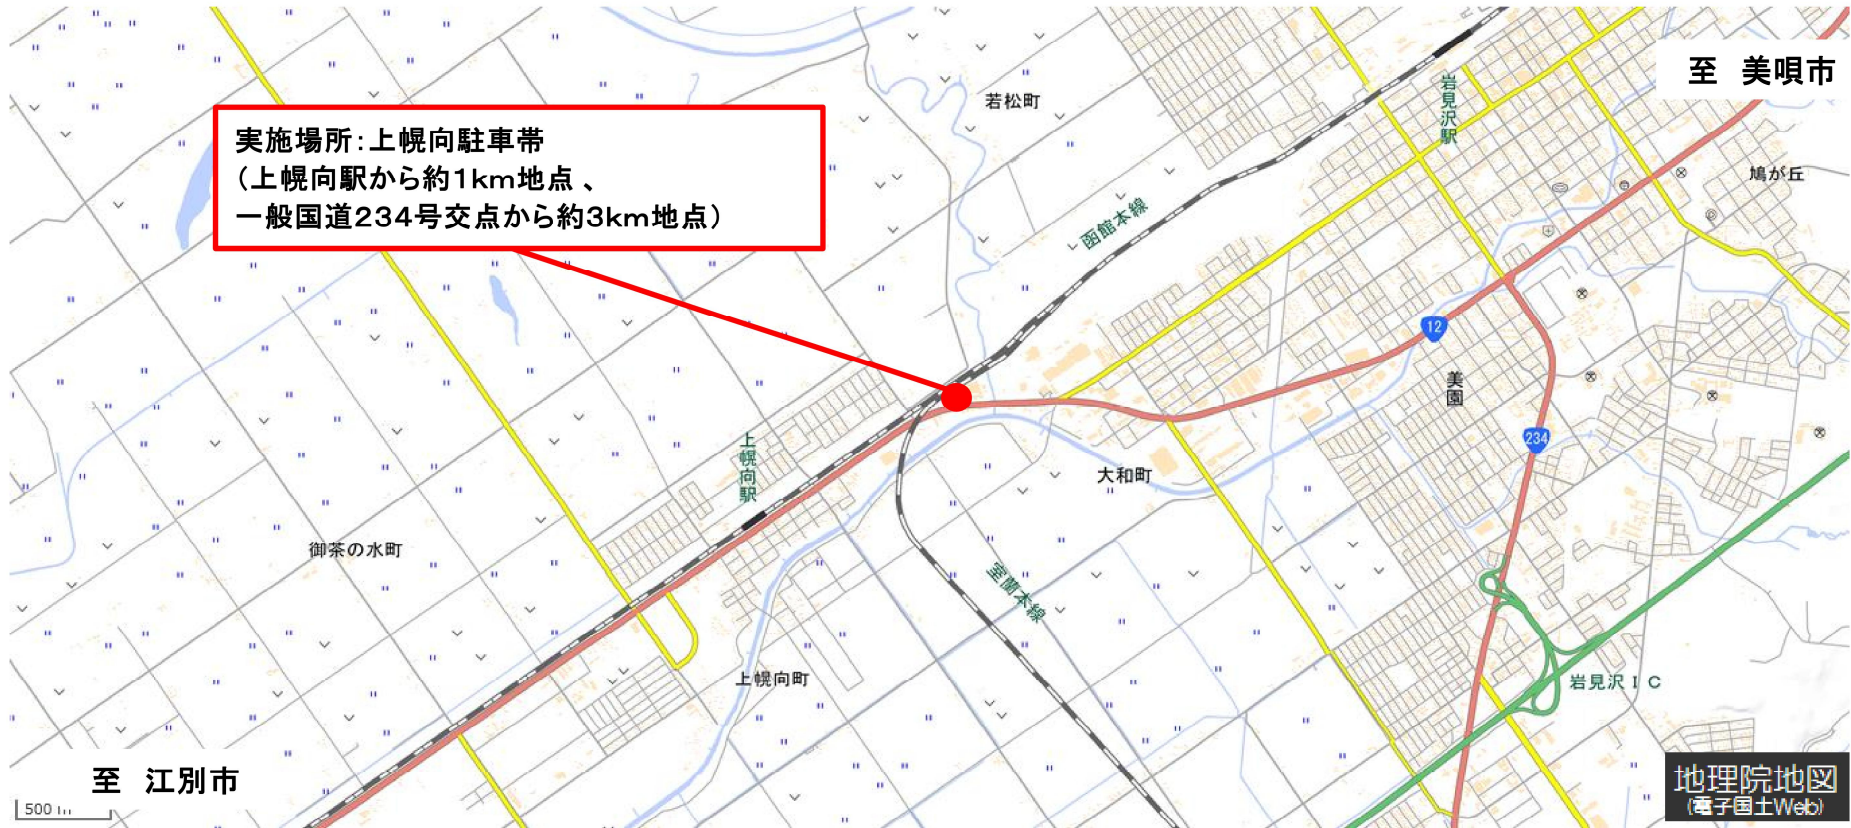 至 美唄市
岩見沢駅
若松町
実施場所：上幌向駐車帯
（上幌向駅から約１ｋｍ地点 、
一般国道２３４号交点から約３ｋｍ地点）
鳩が丘
函館本線
12
美園
234
上幌向駅
大和町
御茶の水町
室蘭本線
上幌向町
岩見沢ＩＣ
至 江別市
500 m
地理院地図
(電子国土Web)